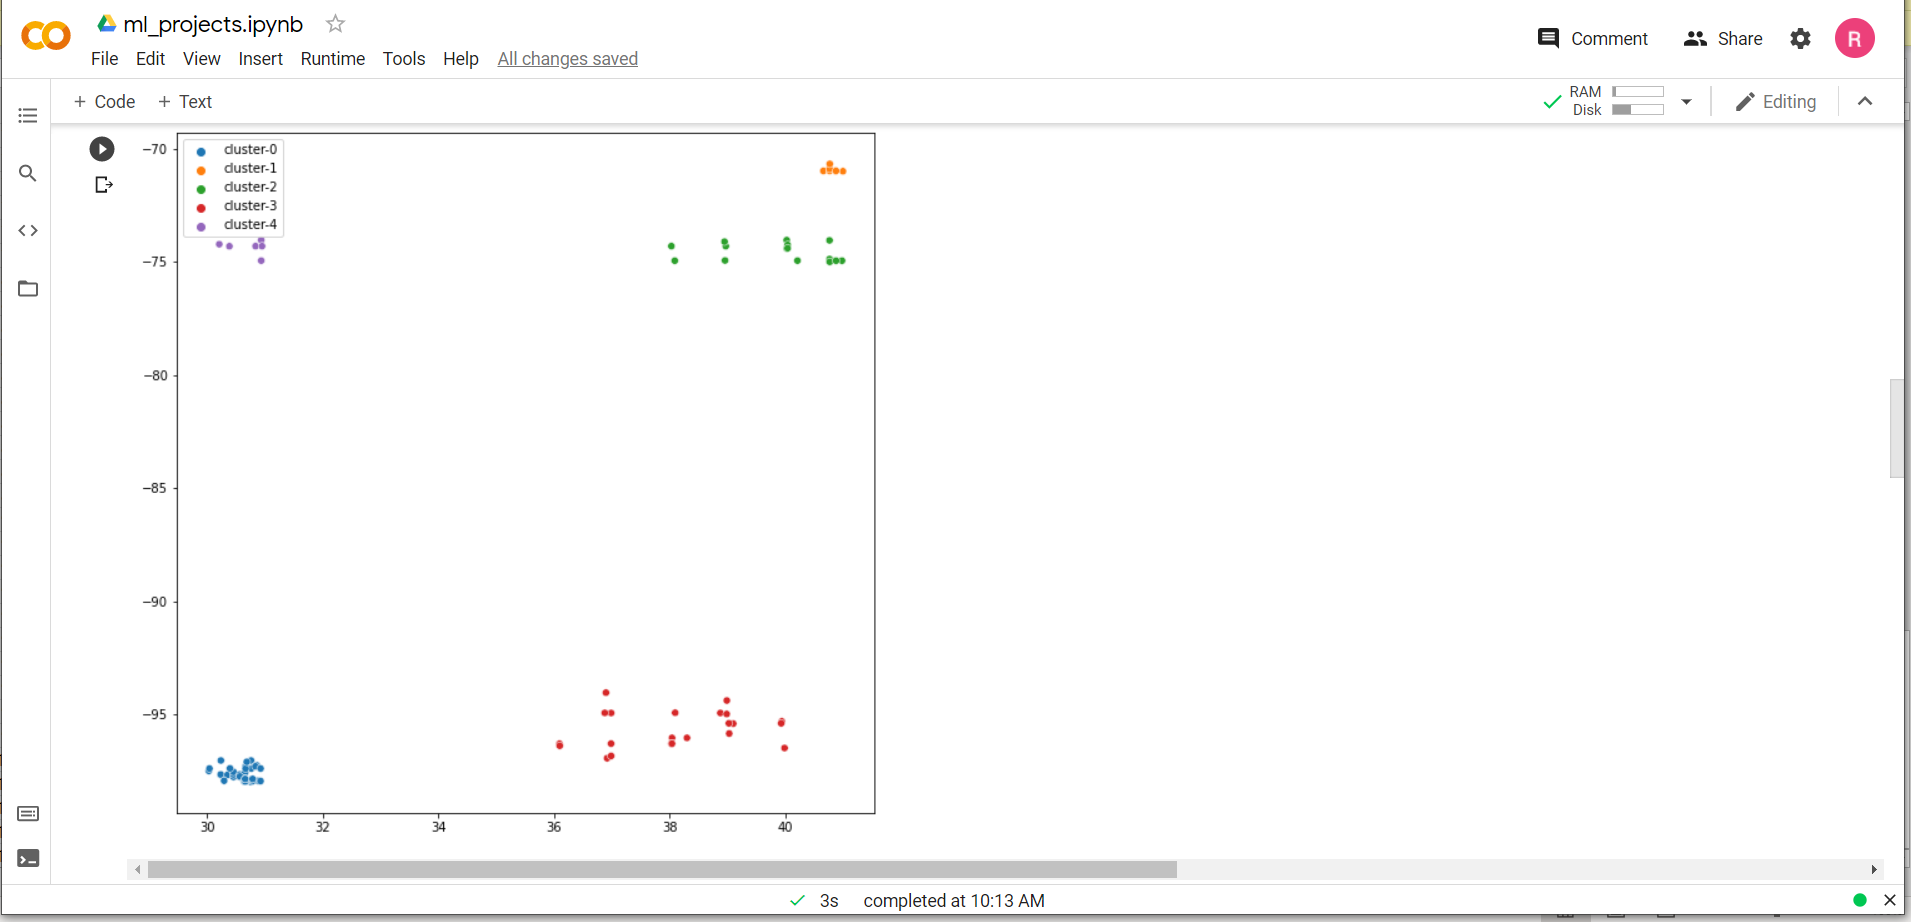 ml_projects.ipynb
File Edit View Insert Runtime Tools Help All changes saved
Comment
Share
R
+ Code + Text
RAM
Disk
Editing
cluster-0
cluster-1
cluster-2
cluster-3
cluster-4
−70
−75
−80
−85
−90
−95
30 32 34 36 38 40
3s completed at 10:13 AM